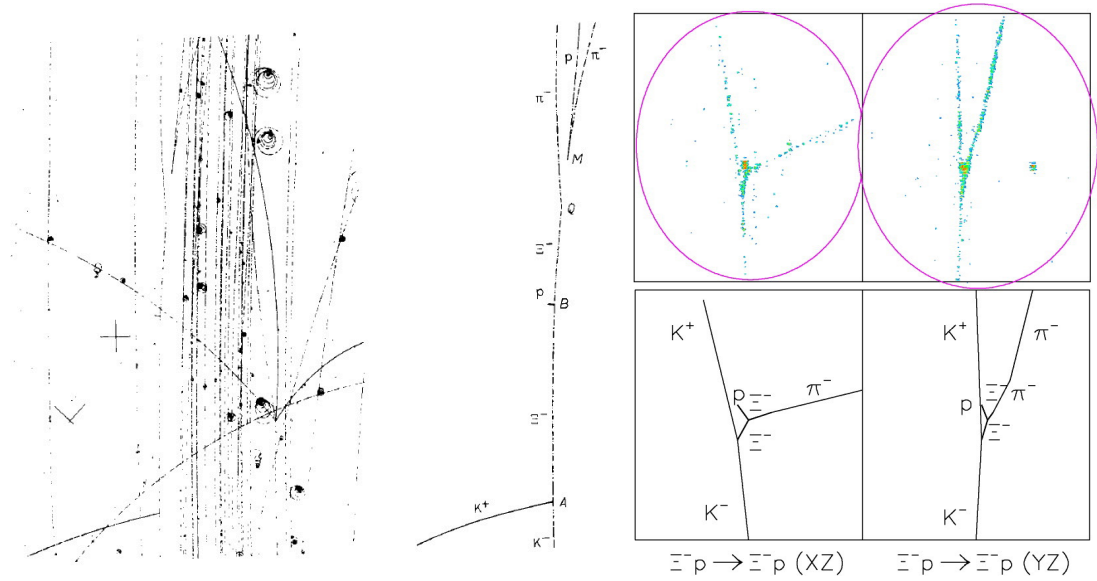 p π⁻
π⁻
M
Q
Ξ⁻
p B
Ξ⁻
K⁺ A
K⁻
K⁺
p Ξ⁻ π⁻
Ξ⁻
K⁻
Ξ⁻p → Ξ⁻p (XZ)
K⁺ π⁻
p Ξ⁻ π⁻
Ξ⁻
K⁻
Ξ⁻p → Ξ⁻p (YZ)